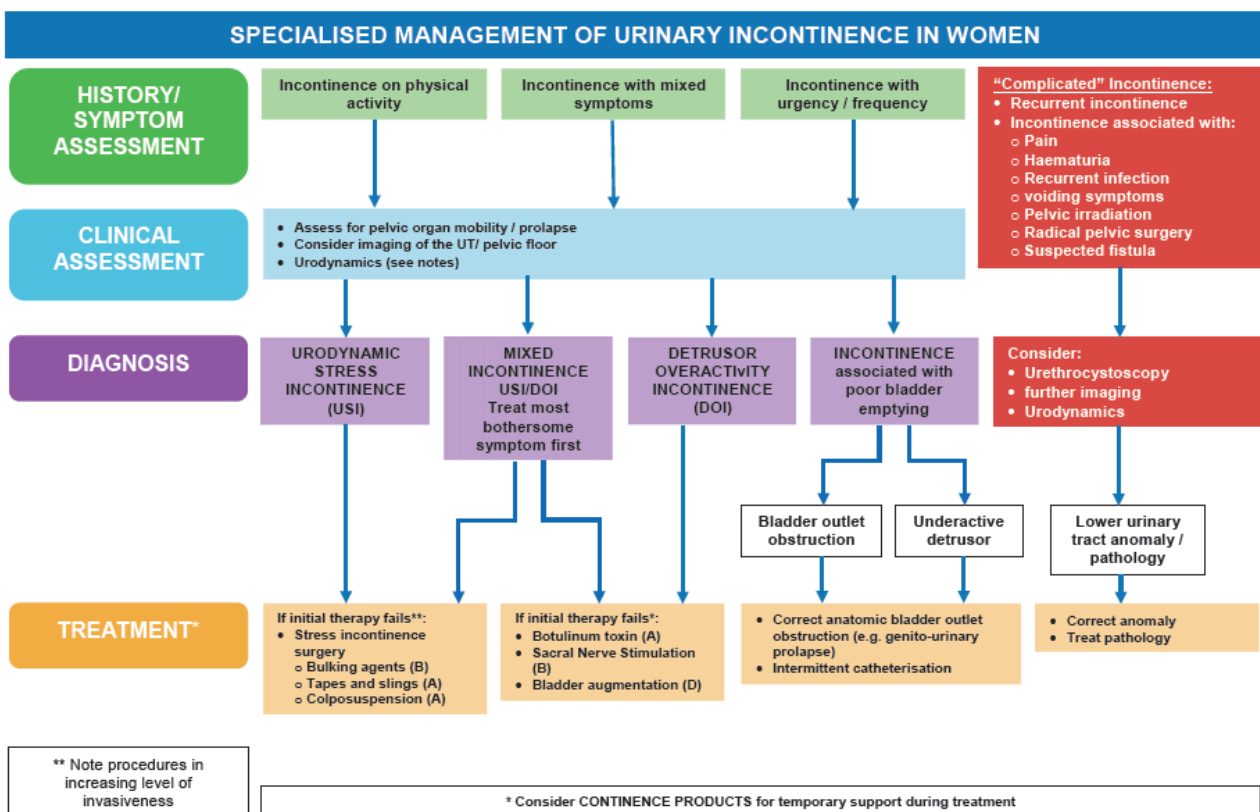 SPECIALISED MANAGEMENT OF URINARY INCONTINENCE IN WOMEN
HISTORY/
SYMPTOM
ASSESSMENT
Incontinence on physical
activity
Incontinence with mixed
symptoms
Incontinence with
urgency / frequency
“Complicated” Incontinence:
• Recurrent incontinence
• Incontinence associated with:
o Pain
o Haematuria
o Recurrent infection
o voiding symptoms
o Pelvic irradiation
o Radical pelvic surgery
o Suspected fistula
CLINICAL
ASSESSMENT
• Assess for pelvic organ mobility / prolapse
• Consider imaging of the UT/ pelvic floor
• Urodynamics (see notes)
DIAGNOSIS
URODYNAMIC
STRESS
INCONTINENCE
(USI)
MIXED
INCONTINENCE
USI/DOI
Treat most
bothersome
symptom first
DETRUSOR
OVERACTIVITY
INCONTINENCE
(DOI)
INCONTINENCE
associated with
poor bladder
emptying
Consider:
• Urethrocystoscopy
• further imaging
• Urodynamics
Bladder outlet
obstruction
Underactive
detrusor
Lower urinary
tract anomaly /
pathology
TREATMENT*
If initial therapy fails**:
• Stress incontinence
surgery
o Bulking agents (B)
o Tapes and slings (A)
o Colposuspension (A)
If initial therapy fails*:
• Botulinum toxin (A)
• Sacral Nerve Stimulation
(B)
• Bladder augmentation (D)
• Correct anatomic bladder outlet
obstruction (e.g. genito-urinary
prolapse)
• Intermittent catheterisation
• Correct anomaly
• Treat pathology
** Note procedures in
increasing level of
invasiveness
* Consider CONTINENCE PRODUCTS for temporary support during treatment